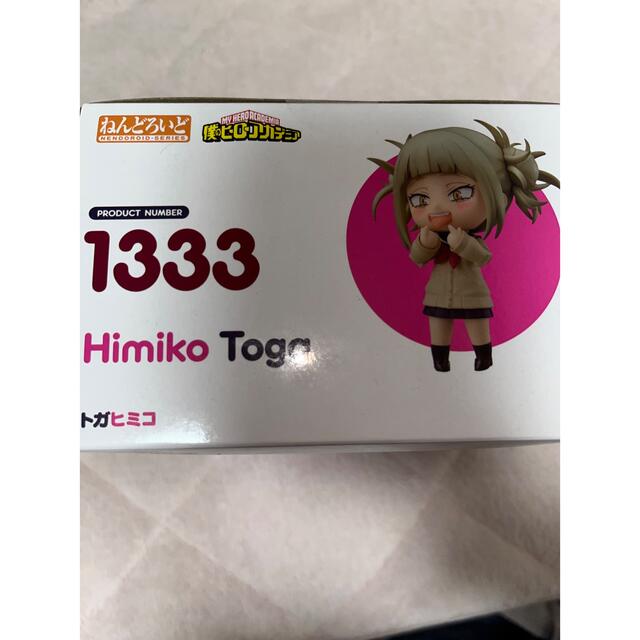 ねんどろいど
NENDOROID-SERIES
MY HERO ACADEMIA
僕のヒーローアカデミア
PRODUCT NUMBER
1333
Himiko Toga
トガヒミコ